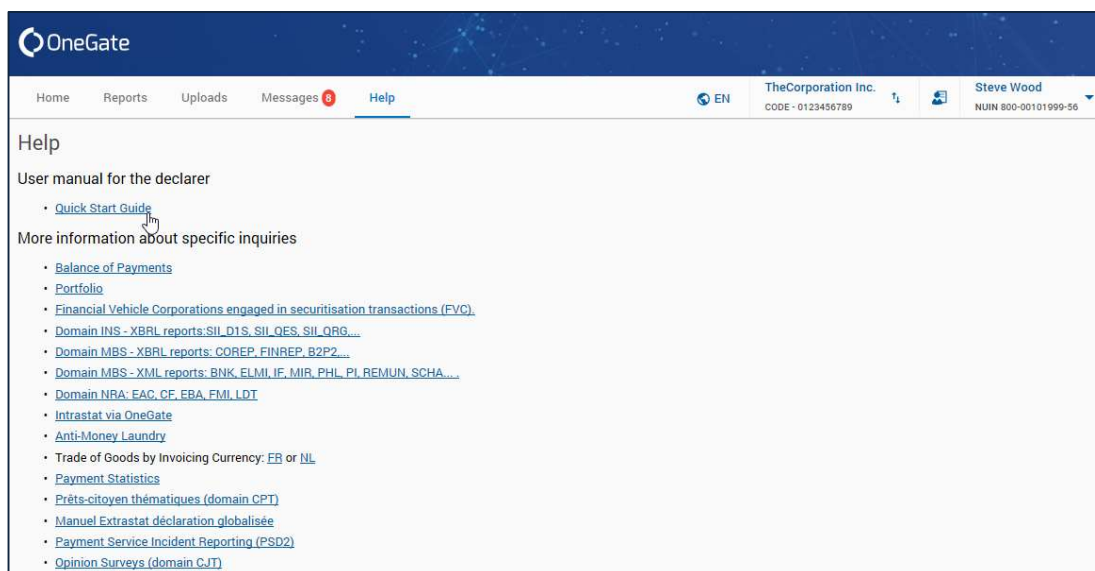 OneGate
Home Reports Uploads Messages 8 Help EN TheCorporation Inc. Steve Wood
CODE - 0123456789 NUIN 800-00101999-56
Help
User manual for the declarer
• Quick Start Guide
More information about specific inquiries
• Balance of Payments
• Portfolio
• Financial Vehicle Corporations engaged in securitisation transactions (FVC).
• Domain INS - XBRL reports:SII_D1S, SII_QES, SII_QRG,...
• Domain MBS - XBRL reports: COREP, FINREP, B2P2,...
• Domain MBS - XML reports: BNK, ELMI, IF, MIR, PHL, PI, REMUN, SCHA... .
• Domain NRA: EAC, CF, EBA, FMI, LDT
• Intrastat via OneGate
• Anti-Money Laundry
• Trade of Goods by Invoicing Currency: FR or NL
• Payment Statistics
• Prêts-citoyen thématiques (domain CPT)
• Manuel Extrastat déclaration globalisée
• Payment Service Incident Reporting (PSD2)
• Opinion Surveys (domain CJT)